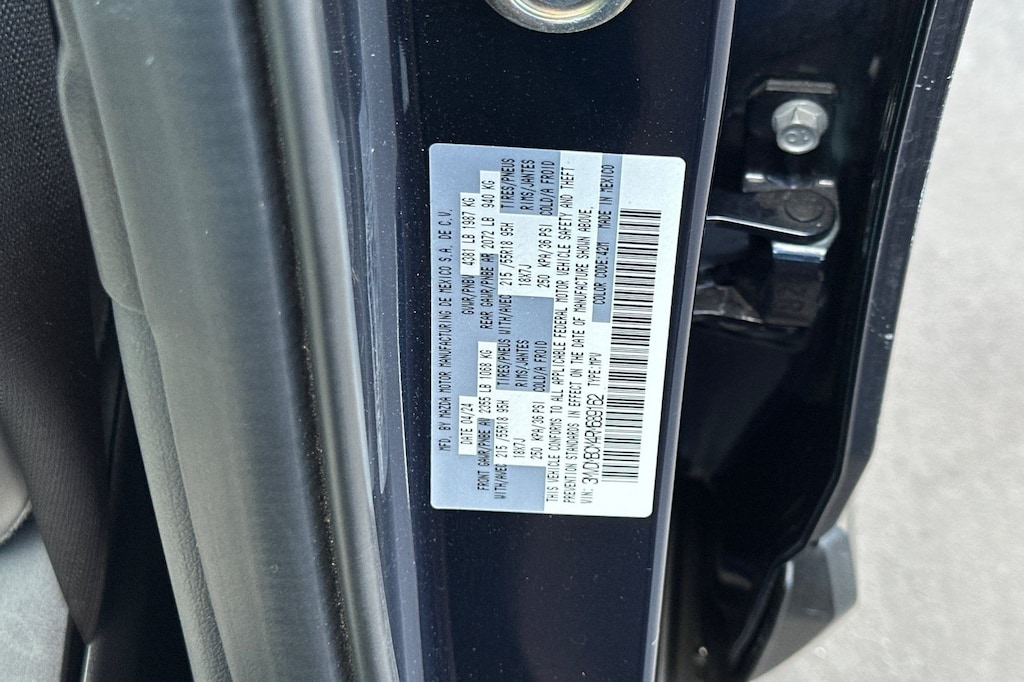 MFD. BY MAZDA MOTOR MANUFACTURING DE MEXICO S.A. DE C.V.
DATE 04/24 GVWR/PNBV 4381 LB 1987 KG
FRONT GAWR/PNBE AV 2355 LB 1068 KG REAR GAWR/PNBE AR 2072 LB 940 KG
WITH/AVEC 215 /55R18 95H TIRES/PNEUS WITH/AVEC 215 /55R18 95H TIRES/PNEUS
18X7J RIMS/JANTES 18X7J RIMS/JANTES
250 KPA/36 PSI COLD/A FROID 250 KPA/36 PSI COLD/A FROID
THIS VEHICLE CONFORMS TO ALL APPLICABLE FEDERAL MOTOR VEHICLE SAFETY AND THEFT
PREVENTION STANDARDS IN EFFECT ON THE DATE OF MANUFACTURE SHOWN ABOVE.
VIN: TYPE: MPV COLOR CODE: 42M MADE IN MEXICO